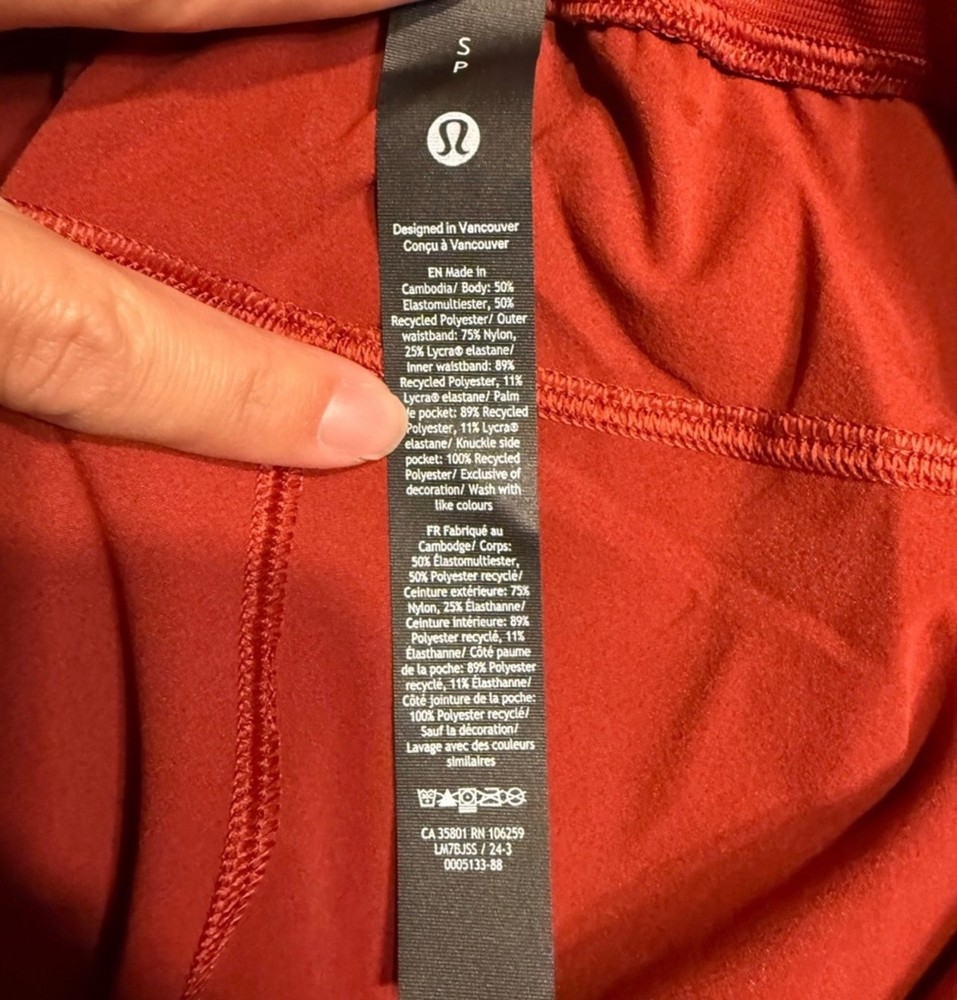 S
P
Designed in Vancouver
Conçu à Vancouver
EN Made in
Cambodia/ Body: 50%
Elastomultiester, 50%
Recycled Polyester/ Outer
waistband: 75% Nylon,
25% Lycra® elastane/
Inner waistband: 89%
Recycled Polyester, 11%
Lycra® elastane/ Palm
pocket: 89% Recycled
Polyester, 11% Lycra®
elastane/ Knuckle side
pocket: 100% Recycled
Polyester/ Exclusive of
decoration/ Wash with
like colours
FR Fabriqué au
Cambodge/ Corps:
50% Élastomultiester,
50% Polyester recyclé/
Ceinture extérieure: 75%
Nylon, 25% Élasthanne/
Ceinture intérieure: 89%
Polyester recyclé, 11%
Élasthanne/ Côté paume
de la poche: 89% Polyester
recyclé, 11% Élasthanne/
Côté jointure de la poche:
100% Polyester recyclé/
Sauf la décoration/
Lavage avec des couleurs
similaires
CA 35801 RN 106259
LM7BJSS / 24-3
0005133-88